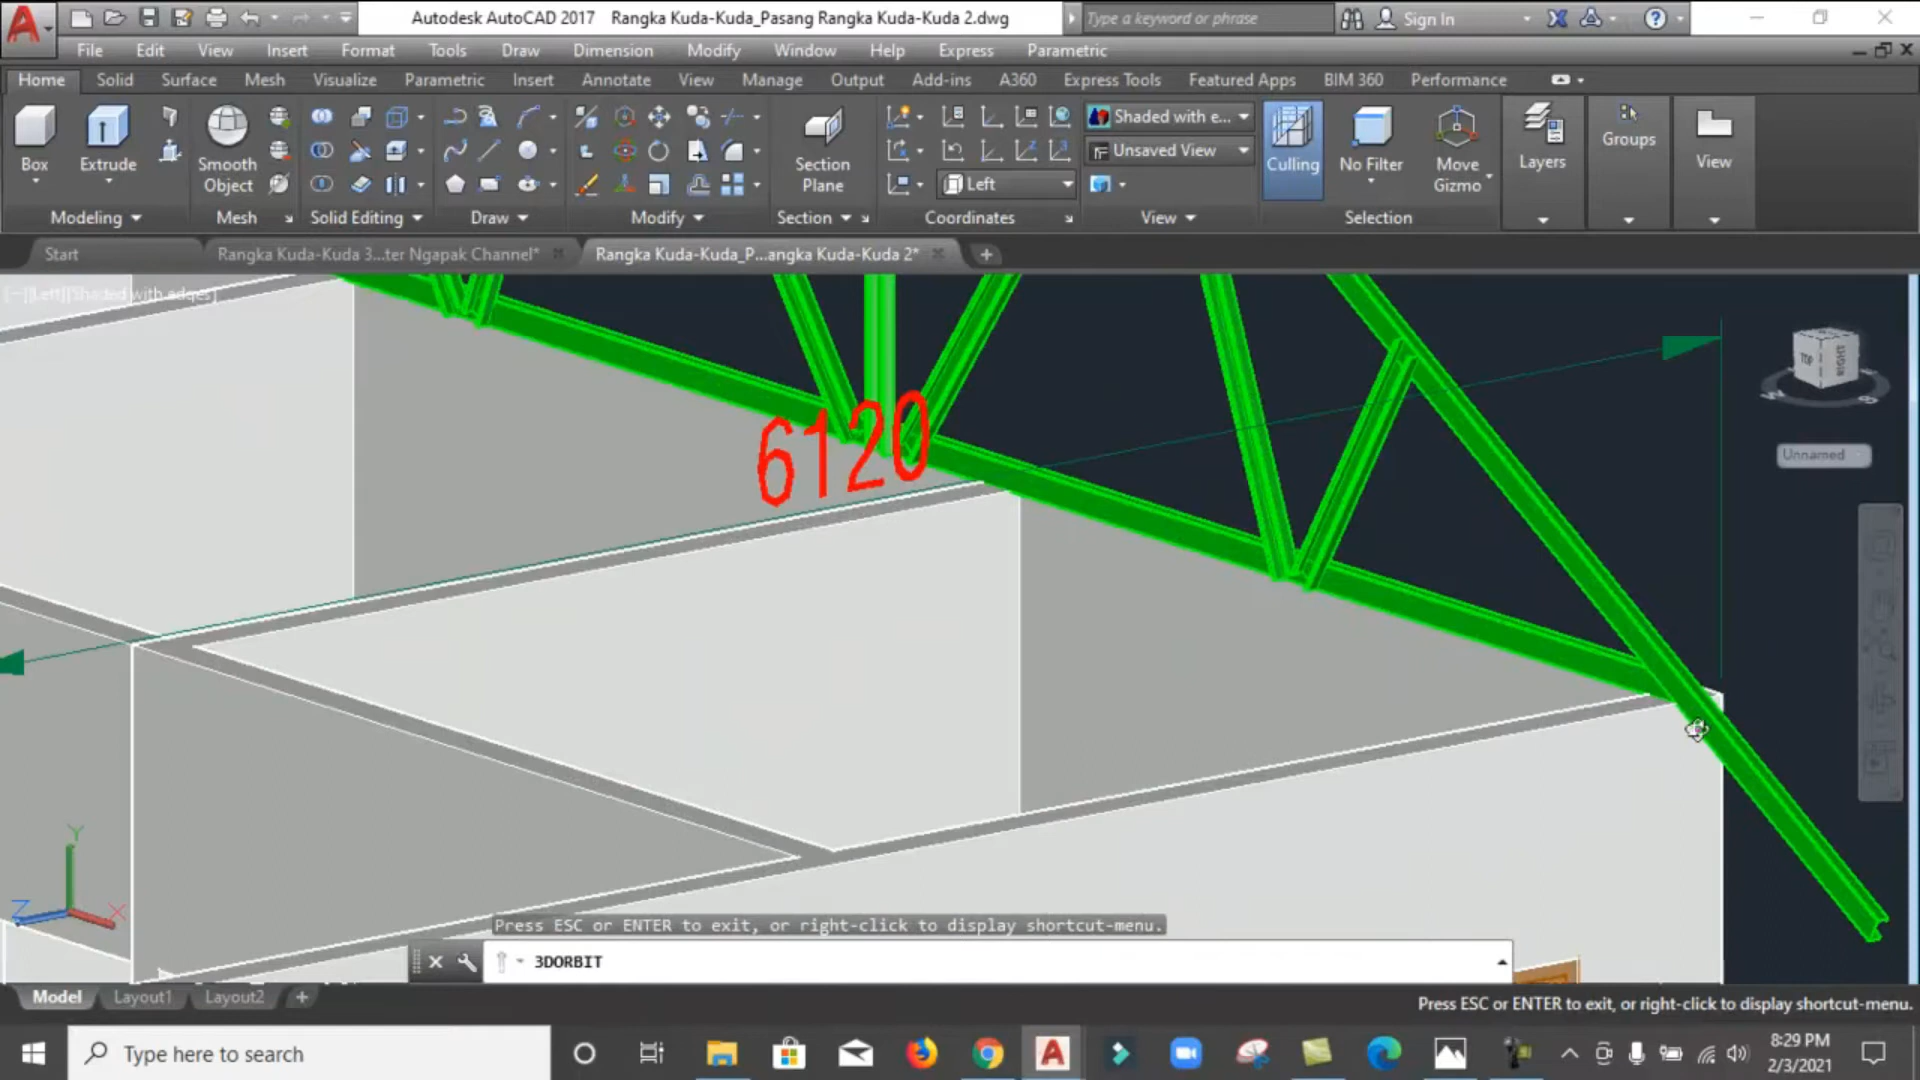 Autodesk AutoCAD 2017 Rangka Kuda-Kuda_Pasang Rangka Kuda-Kuda 2.dwg
Type a keyword or phrase
Sign In
File Edit View Insert Format Tools Draw Dimension Modify Window Help Express Parametric
Home Solid Surface Mesh Visualize Parametric Insert Annotate View Manage Output Add-ins A360 Express Tools Featured Apps BIM 360 Performance
Shaded with e...
Unsaved View
Left
Box
Extrude
Smooth
Object
Section
Plane
Culling
No Filter
Move
Gizmo
Layers
Groups
View
Modeling
Mesh
Solid Editing
Draw
Modify
Section
Coordinates
View
Selection
Start
Rangka Kuda-Kuda 3...ter Ngapak Channel*
Rangka Kuda-Kuda_P...angka Kuda-Kuda 2*
[−][Left][Shaded with edges]
TOP
RIGHT
W
S
Unnamed
6120
Y
Z
X
Press ESC or ENTER to exit, or right-click to display shortcut-menu.
3DORBIT
Model Layout1 Layout2
Press ESC or ENTER to exit, or right-click to display shortcut-menu.
Type here to search
8:29 PM
2/3/2021